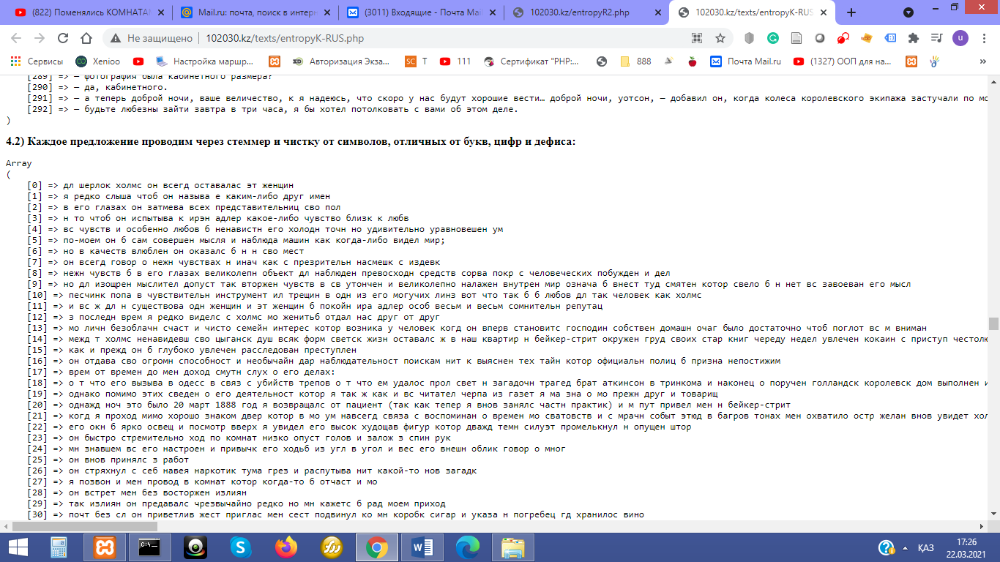 (822) Поменялись КОМНАТАМ
Mail.ru: почта, поиск в интерн
(3011) Входящие - Почта Mail
102030.kz/entropyR2.php
102030.kz/texts/entropyK-RUS
Не защищено
102030.kz/texts/entropyK-RUS.php
Сервисы
Xenioo
Настройка маршр...
Авторизация Экза...
SC T
111
Сертификат "PHP:...
888
Почта Mail.ru
(1327) ООП для на...
»
[289] => – фотография была кабинетного размера?
[290] => – да, кабинетного.
[291] => – а теперь доброй ночи, ваше величество, к я надеюсь, что скоро у нас будут хорошие вести… доброй ночи, уотсон, – добавил он, когда колеса королевского экипажа застучали по мо
[292] => – будьте любезны зайти завтра в три часа, я бы хотел потолковать с вами об этом деле.
)
4.2) Каждое предложение проводим через стеммер и чистку от символов, отличных от букв, цифр и дефиса:
Array
(
[0] => дл шерлок холмс он всегд оставалас эт женщин
[1] => я редко слыша чтоб он называ е каким-либо друг имен
[2] => в его глазах он затмева всех представительниц сво пол
[3] => н то чтоб он испытыва к ирэн адлер какое-либо чувство близк к любв
[4] => вс чувств и особенно любов б ненавистн его холодн точн но удивительно уравновешен ум
[5] => по-моем он б сам совершен мысля и наблюда машин как когда-либо видел мир;
[6] => но в качеств влюблен он оказалс б н н сво мест
[7] => он всегд говор о нежн чувствах н инач как с презрительн насмешк с издевк
[8] => нежн чувств б в его глазах великолепн объект дл наблюден превосходн средств сорва покр с человеческих побужден и дел
[9] => но дл изощрен мыслител допуст так вторжен чувств в св утончен и великолепно налажен внутрен мир означа б внест туд смятен котор свело б н нет вс завоеван его мысл
[10] => песчинк попа в чувствительн инструмент ил трещин в одн из его могучих линз вот что так б б любов дл так человек как холмс
[11] => и вс ж дл н существова одн женщин и эт женщин б покойн ира адлер особ весьм и весьм сомнительн репутац
[12] => з последн врем я редко виделс с холмс мо женитьб отдал нас друг от друг
[13] => мо личн безоблачн счаст и чисто семейн интерес котор возника у человек когд он вперв становитс господин собствен домашн очаг было достаточно чтоб поглот вс м вниман
[14] => межд т холмс ненавидевш сво цыганск душ всяк форм светск жизн оставалс ж в наш квартир н бейкер-стрит окружен груд своих стар книг череду недел увлечен кокаин с приступ честолю
[15] => как и прежд он б глубоко увлечен расследован преступлен
[16] => он отдава сво огромн способност и необычайн дар наблюдательност поискам нит к выяснен тех тайн котор официальн полиц б призна непостижим
[17] => врем от времен до мен доход смутн слух о его делах:
[18] => о т что его вызыва в одесс в связ с убийств трепов о т что ем удалос прол свет н загадочн трагед брат аткинсон в тринкома и наконец о поручен голландск королевск дом выполнен и
[19] => однако помимо этих сведен о его деятельност котор я так ж как и вс читател черпа из газет я ма зна о мо прежн друг и товарищ
[20] => однажд ноч это было 20 март 1888 год я возвращалс от пациент (так как тепер я внов занялс частн практик) и м пут привел мен н бейкер-стрит
[21] => когд я проход мимо хорошо знаком двер котор в мо ум навсегд связа с воспоминан о времен мо сватовств и с мрачн событ этюд в багров тонах мен охватило остр желан внов увидет хол
[22] => его окн б ярко освещ и посмотр вверх я увидел его высок худощав фигур котор дважд темн силуэт промелькнул н опущен штор
[23] => он быстро стремительно ход по комнат низко опуст голов и залож з спин рук
[24] => мн знавшем вс его настроен и привычк его ходьб из угл в угол и вес его внешн облик говор о мног
[25] => он внов принялс з работ
[26] => он стряхнул с себ навея наркотик тума грез и распутыва нит какой-то нов загадк
[27] => я позвон и мен провод в комнат котор когда-то б отчаст и мо
[28] => он встрет мен без восторжен излиян
[29] => так излиян он предавалс чрезвычайно редко но мн кажетс б рад моем приход
[30] => почт без сл он приветлив жест приглас мен сест подвинул ко мн коробк сигар и указа н погребец гд хранилос вино
ҚАЗ
17:26
22.03.2021